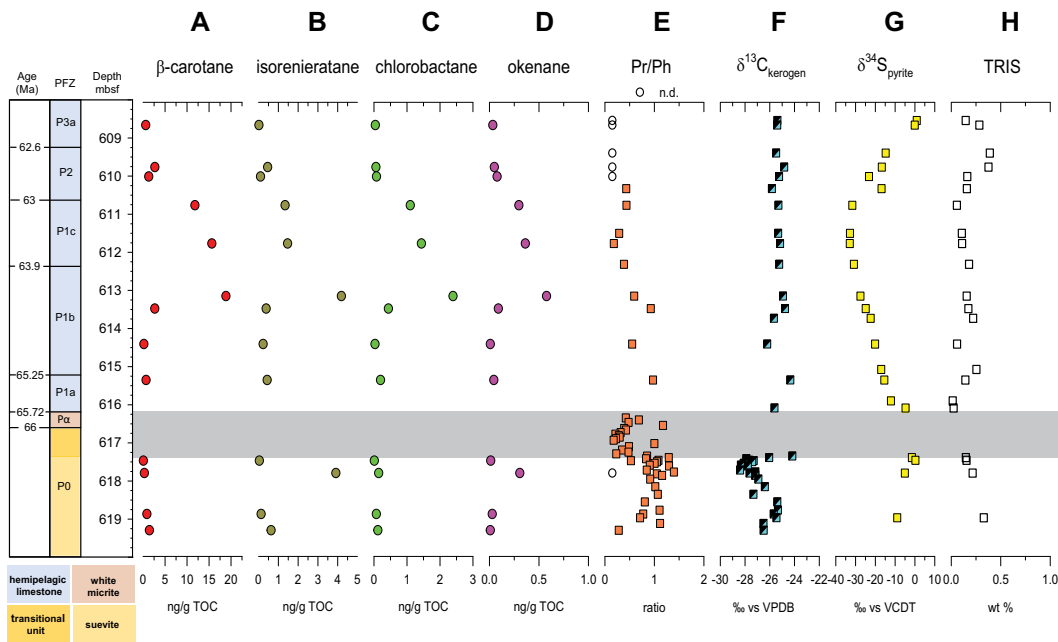 A B C D E F G H
β-carotane isorenieratane chlorobactane okenane Pr/Ph δ13Ckerogen δ34Spyrite TRIS
n.d.
Age (Ma) PFZ Depth mbsf
P3a
609
62.6
P2
610
63
611
P1c
612
63.9
613
P1b
614
65.25
615
P1a
616
65.72
Pα
66
617
P0
618
619
0 5 10 15 20 0 1 2 3 4 5 0 1 2 3 4 0.0 0.5 1.0 0 1 2 -30 -28 -26 -24 -22 -40 -30 -20 -10 0 10 0.0 0.5 1.0
ng/g TOC ng/g TOC ng/g TOC ng/g TOC ratio ‰ vs VPDB ‰ vs VCDT wt %
hemipelagic limestone
white micrite
transitional unit
suevite